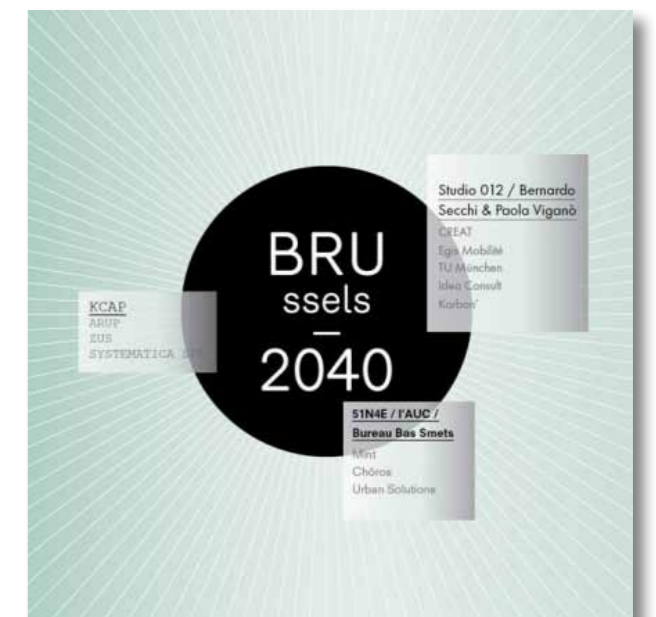 BRU
ssels
–
2040
Studio 012 / Bernardo
Secchi & Paola Viganò
CREAT
Egis Mobilité
TU München
Idea Consult
Karbon'
KCAP
ARUP
ZUS
SYSTEMATICA
51N4E / l'AUC /
Bureau Bas Smets
Mint
Chôros
Urban Solutions